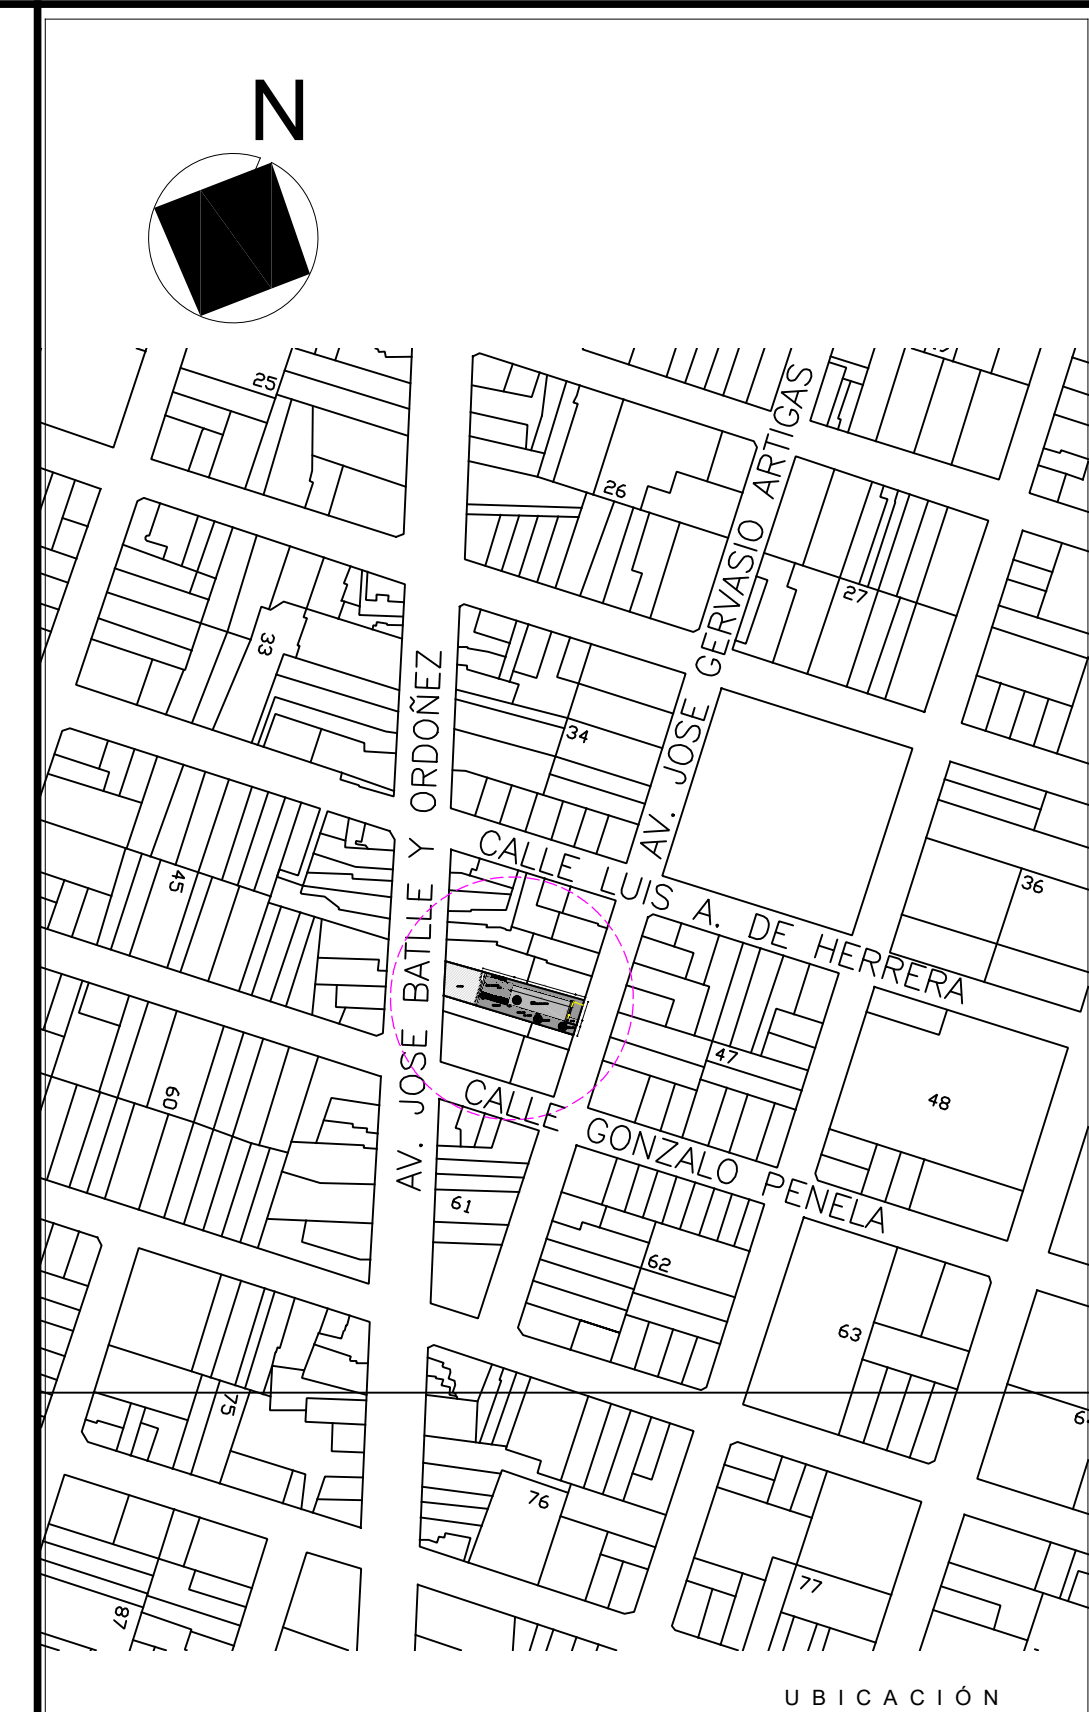 N
25
26
AV. JOSE GERVASIO ARTIGAS
27
33
34
AV. JOSE BATLLE Y ORDOÑEZ
CALLE LUIS A. DE HERRERA
45
36
47
60
48
CALLE GONZALO PENELA
61
62
63
75
76
77
87
UBICACIÓN